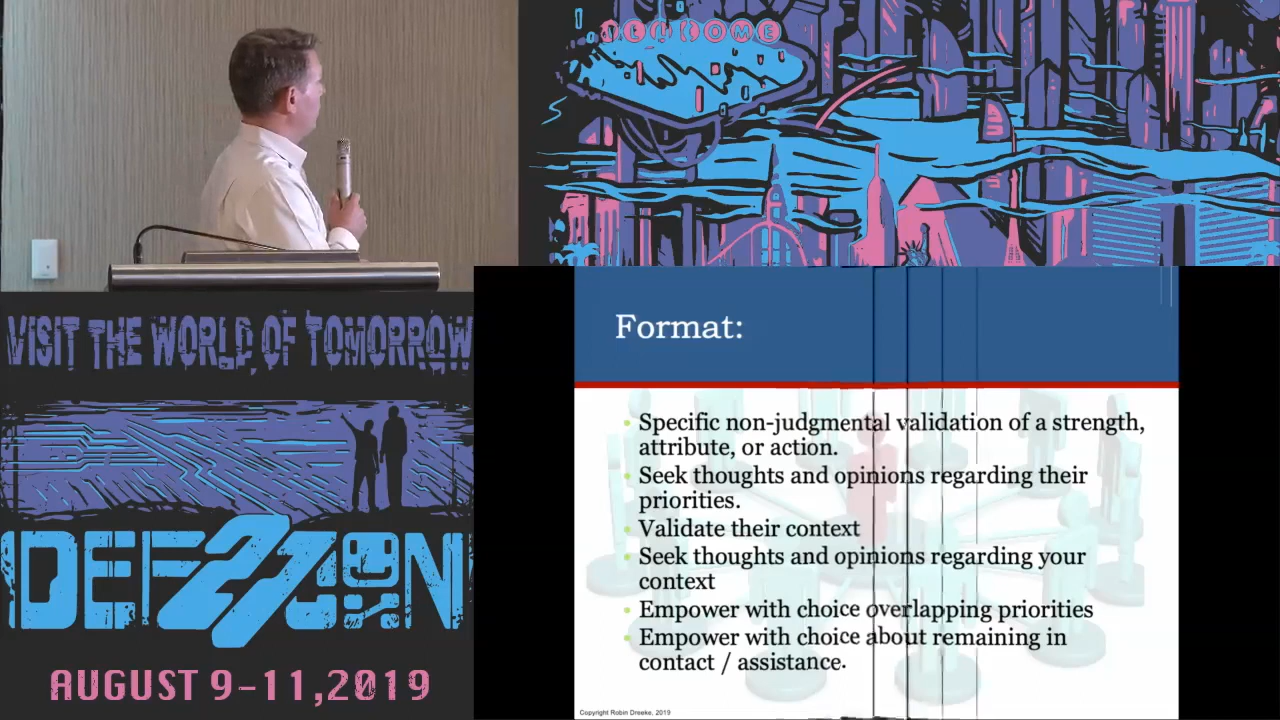 WELCOME
VISIT THE WORLD OF TOMORROW
DEFCON
27
AUGUST 9-11,2019
Format:
Specific non-judgmental validation of a strength,
attribute, or action.
Seek thoughts and opinions regarding their
priorities.
Validate their context
Seek thoughts and opinions regarding your
context
Empower with choice overlapping priorities
Empower with choice about remaining in
contact / assistance.
Copyright Robin Dreeke, 2019